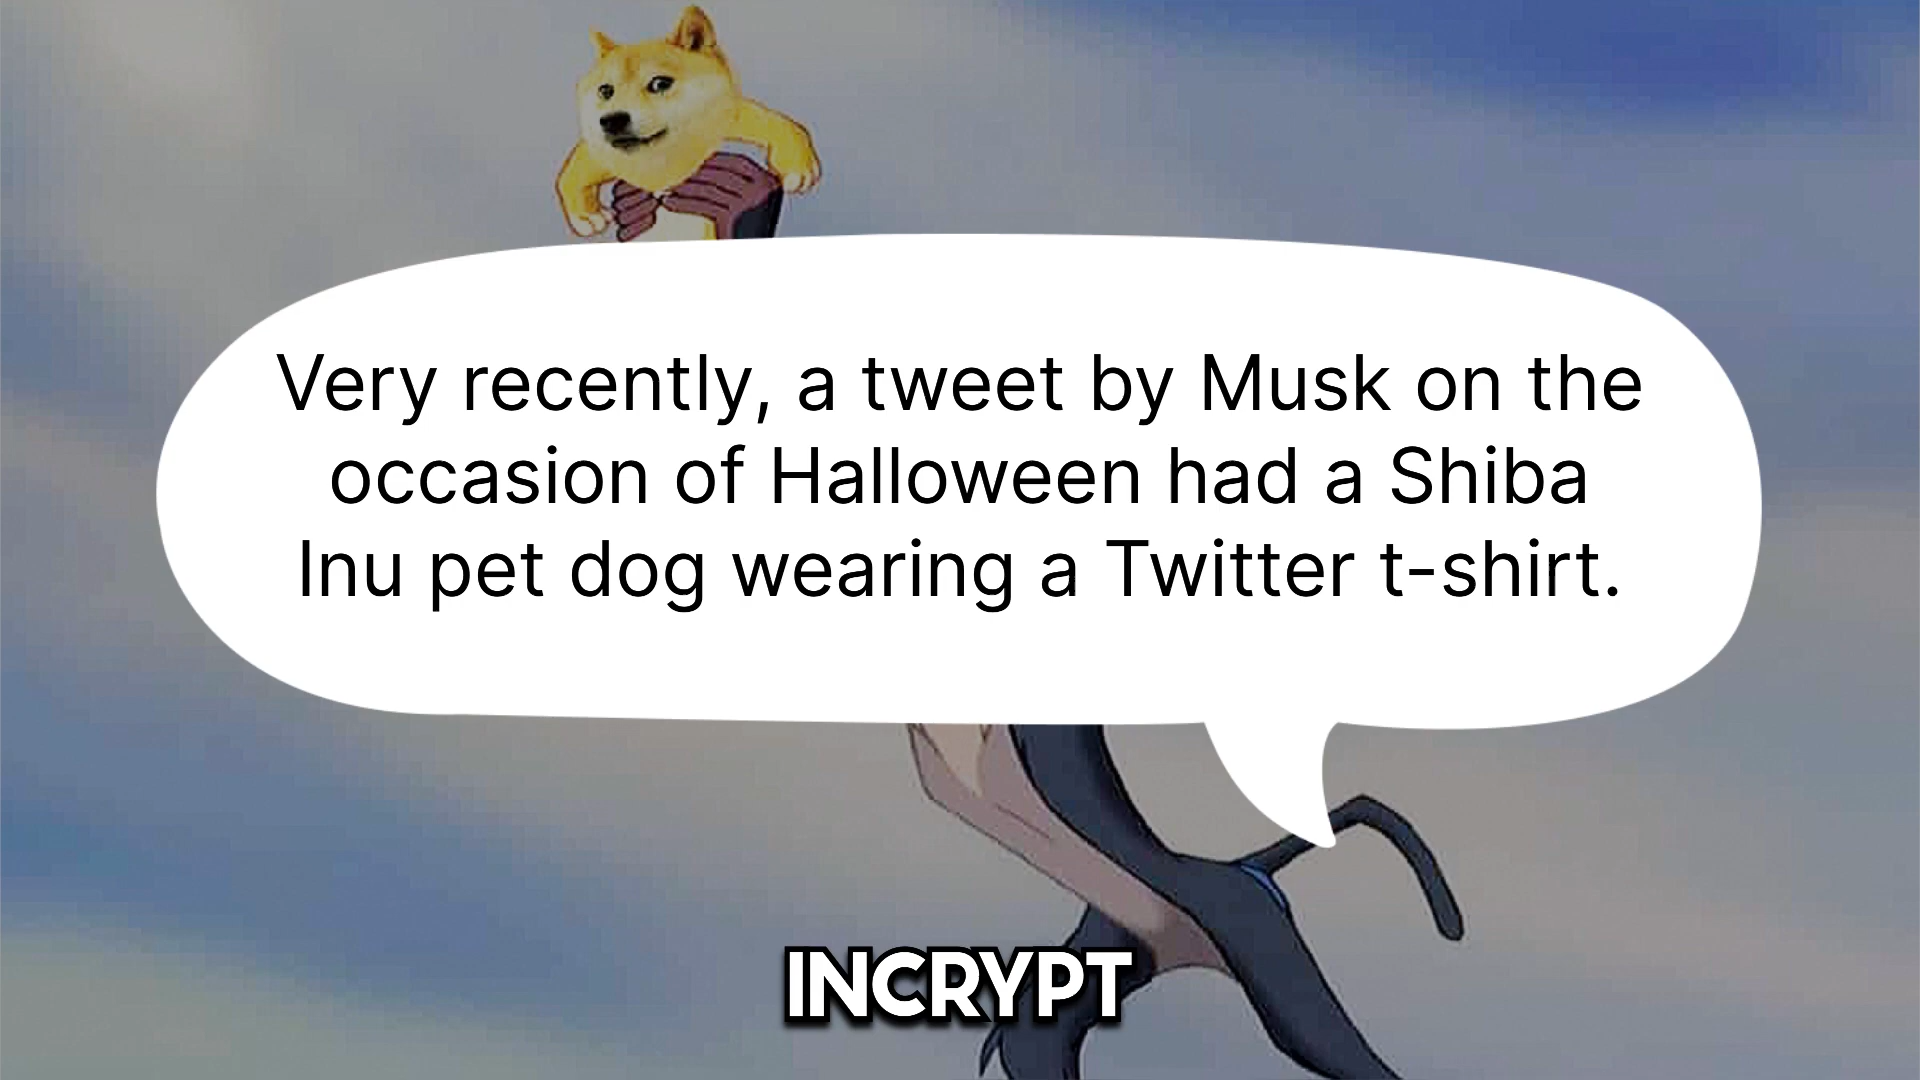 Very recently, a tweet by Musk on the
occasion of Halloween had a Shiba
Inu pet dog wearing a Twitter t-shirt.
INCRYPT